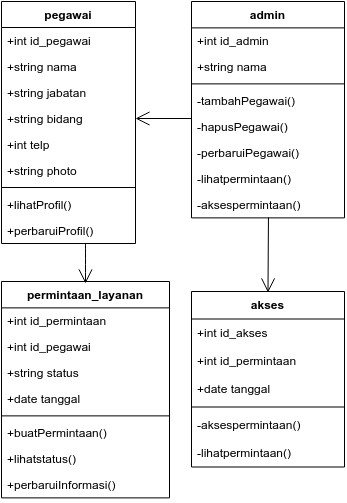 pegawai
+int id_pegawai
+string nama
+string jabatan
+string bidang
+int telp
+string photo
+lihatProfil()
+perbaruiProfil()
admin
+int id_admin
+string nama
-tambahPegawai()
-hapusPegawai()
-perbaruiPegawai()
-lihatpermintaan()
-aksespermintaan()
permintaan_layanan
+int id_permintaan
+int id_pegawai
+string status
+date tanggal
+buatPermintaan()
+lihatstatus()
+perbaruiInformasi()
akses
+int id_akses
+int id_permintaan
+date tanggal
-aksespermintaan()
-lihatpermintaan()